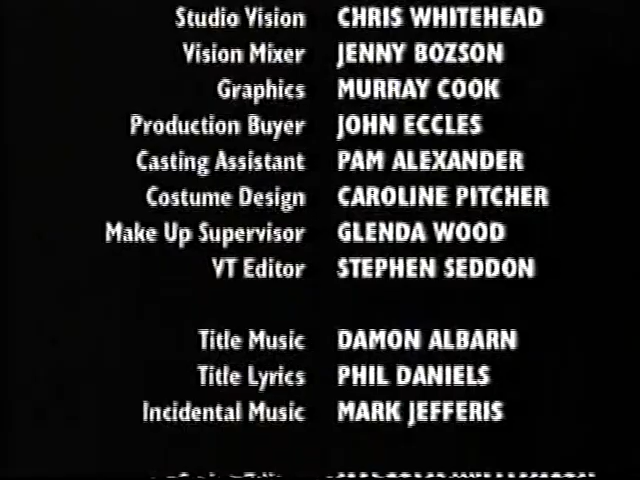 Studio Vision CHRIS WHITEHEAD
Vision Mixer JENNY BOZSON
Graphics MURRAY COOK
Production Buyer JOHN ECCLES
Casting Assistant PAM ALEXANDER
Costume Design CAROLINE PITCHER
Make Up Supervisor GLENDA WOOD
VT Editor STEPHEN SEDDON
Title Music DAMON ALBARN
Title Lyrics PHIL DANIELS
Incidental Music MARK JEFFERIS